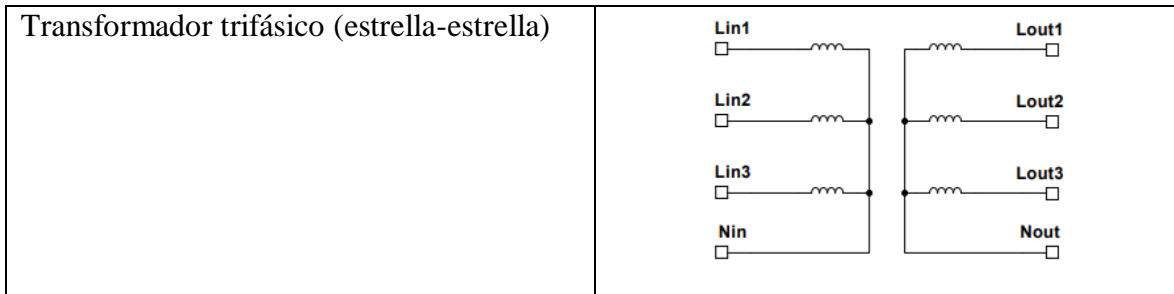 Transformador trifásico (estrella-estrella)
Lin1
Lout1
Lin2
Lout2
Lin3
Lout3
Nin
Nout